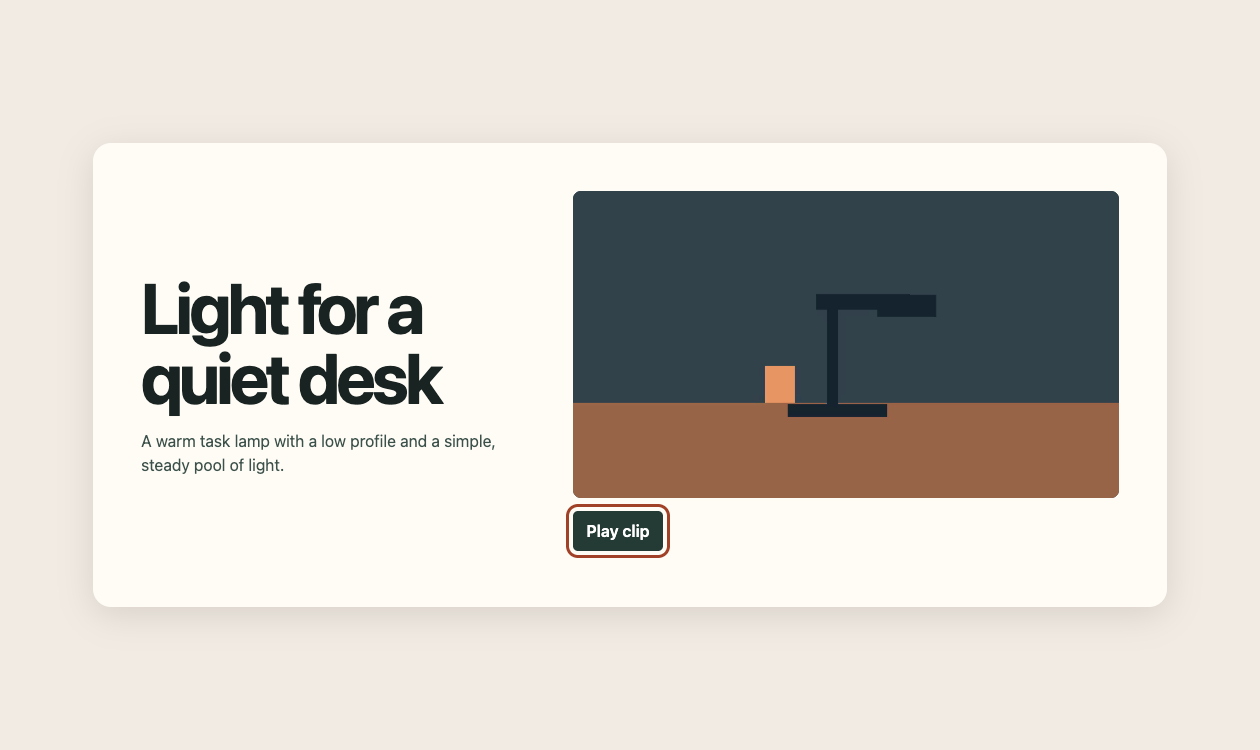 Light for a
quiet desk
A warm task lamp with a low profile and a simple,
steady pool of light.
Play clip